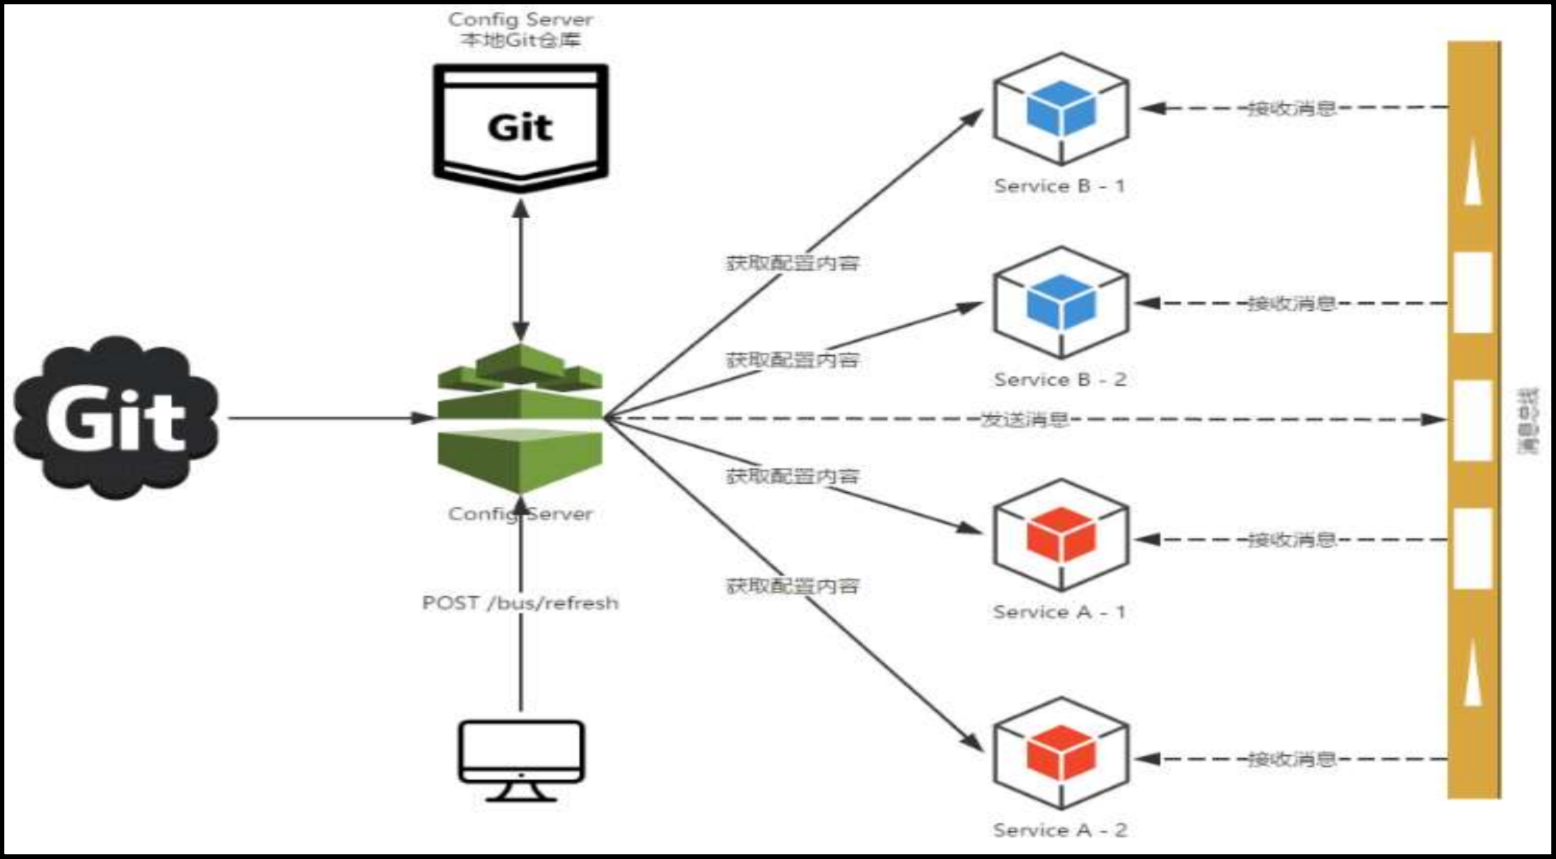 Config Server
本地Git仓库
Git
Service B - 1
接收消息
获取配置内容
Service B - 2
接收消息
获取配置内容
Git
发送消息
消息总线
Config Server
获取配置内容
Service A - 1
接收消息
POST /bus/refresh
获取配置内容
Service A - 2
接收消息